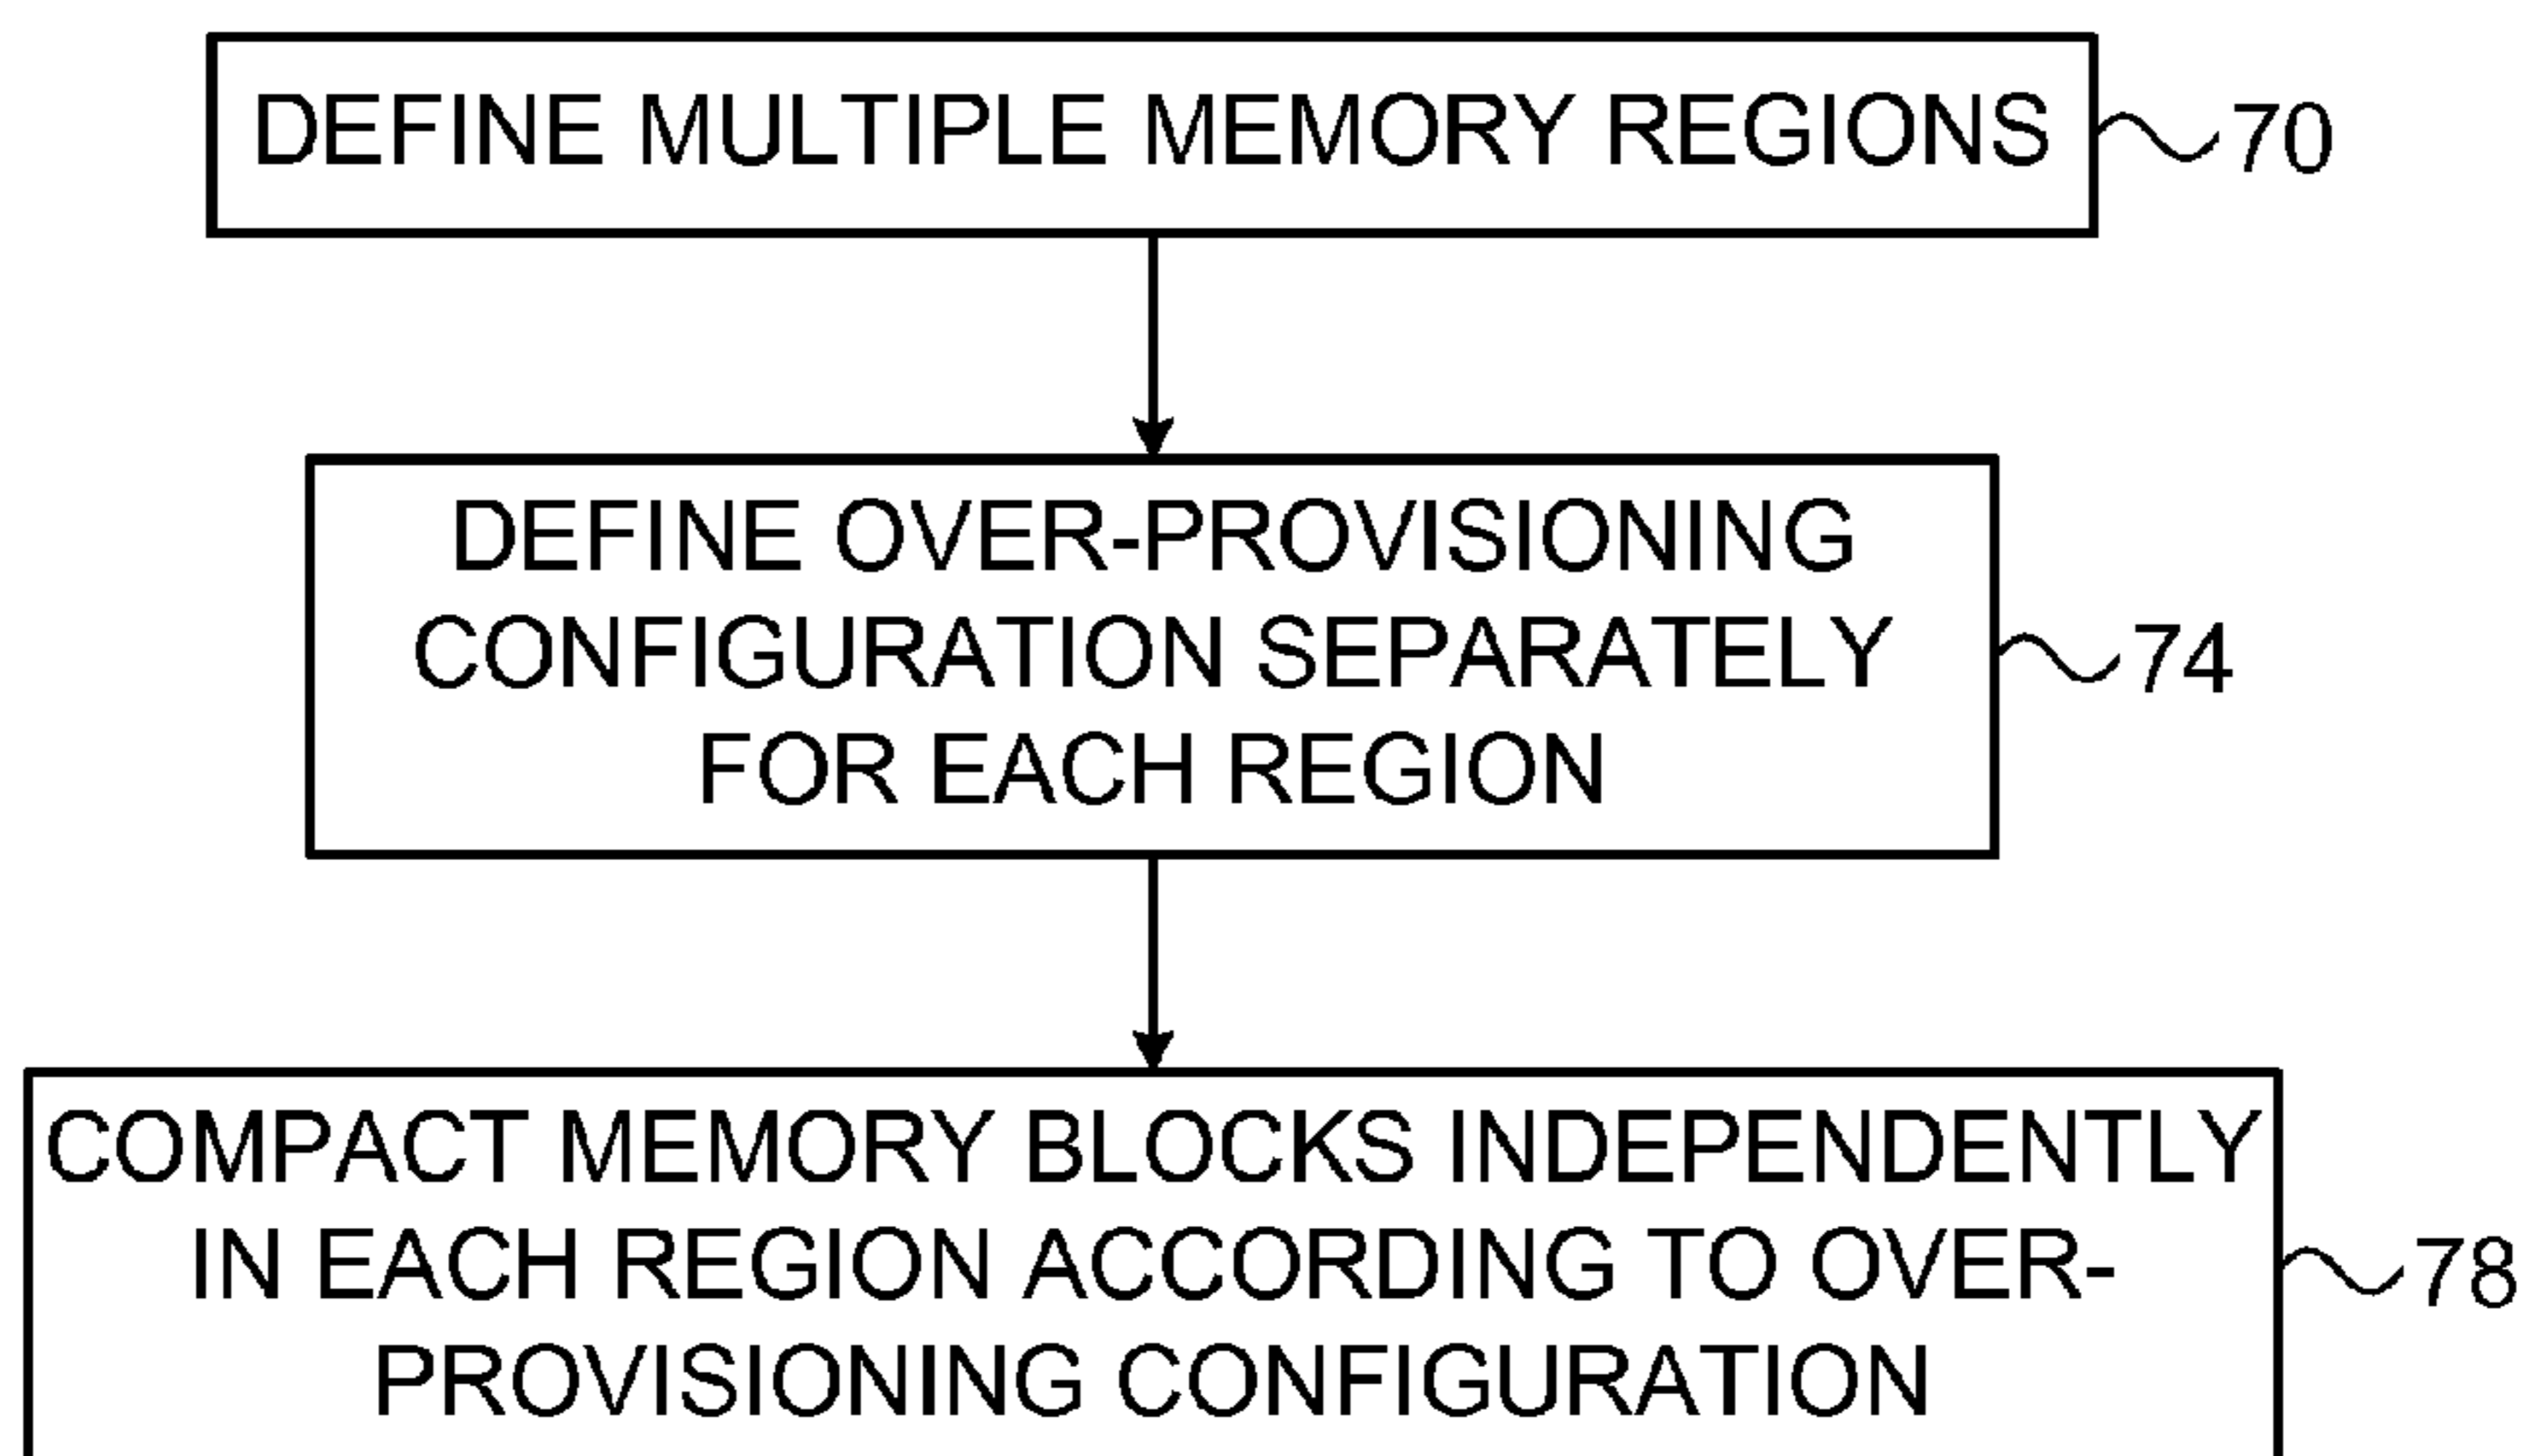 DEFINE MULTIPLE MEMORY REGIONS
70
DEFINE OVER-PROVISIONING
CONFIGURATION SEPARATELY
FOR EACH REGION
74
COMPACT MEMORY BLOCKS INDEPENDENTLY
IN EACH REGION ACCORDING TO OVER-
PROVISIONING CONFIGURATION
78